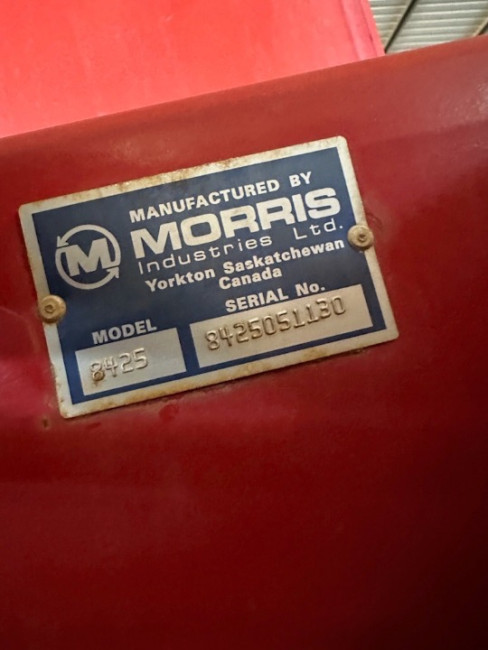 MANUFACTURED BY
M
MORRIS
Industries Ltd.
Yorkton Saskatchewan
Canada
MODEL
8425
SERIAL No.
8425051130